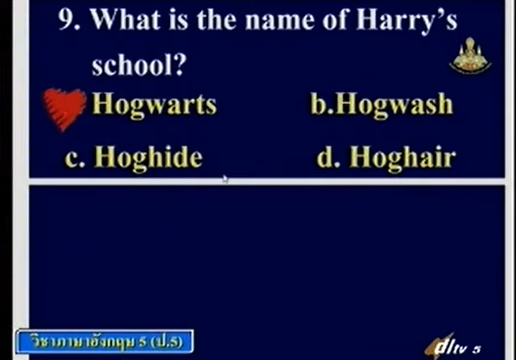 9. What is the name of Harry's
school?
Hogwarts b.Hogwash
c. Hoghide d. Hoghair
วิชาภาษาอังกฤษ 5 (ป.5)
dltv 5